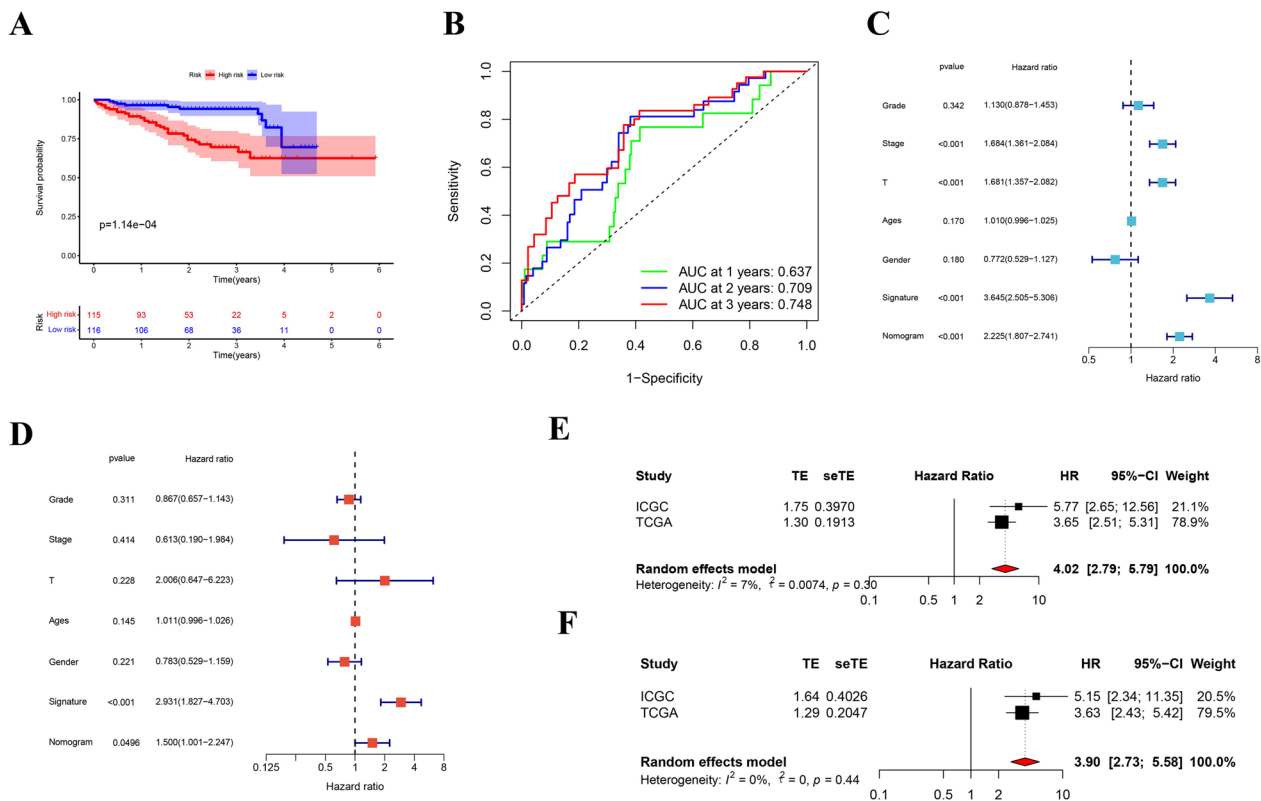 A
Risk High risk Low risk
Survival probability
1.00
0.75
0.50
0.25
0.00
p=1.14e−04
0 1 2 3 4 5 6
Time(years)
Risk
High risk 115 93 53 22 5 2 0
Low risk 116 106 68 36 11 0 0
0 1 2 3 4 5 6
Time(years)
B
Sensitivity
1.0
0.8
0.6
0.4
0.2
0.0
AUC at 1 years: 0.637
AUC at 2 years: 0.709
AUC at 3 years: 0.748
0.0 0.2 0.4 0.6 0.8 1.0
1−Specificity
C
pvalue Hazard ratio
Grade 0.342 1.130(0.878−1.453)
Stage <0.001 1.684(1.361−2.084)
T <0.001 1.681(1.357−2.082)
Ages 0.170 1.010(0.996−1.025)
Gender 0.180 0.772(0.529−1.127)
Signature <0.001 3.645(2.505−5.306)
Nomogram <0.001 2.225(1.807−2.741)
0.5 1 2 4 8
Hazard ratio
D
pvalue Hazard ratio
Grade 0.311 0.867(0.657−1.143)
Stage 0.414 0.613(0.190−1.984)
T 0.228 2.006(0.647−6.223)
Ages 0.145 1.011(0.996−1.026)
Gender 0.221 0.783(0.529−1.159)
Signature <0.001 2.931(1.827−4.703)
Nomogram 0.0496 1.500(1.001−2.247)
0.125 0.5 1 2 4 8
Hazard ratio
E
Study TE seTE Hazard Ratio HR 95%−CI Weight
ICGC 1.75 0.3970 5.77 [2.65; 12.56] 21.1%
TCGA 1.30 0.1913 3.65 [2.51; 5.31] 78.9%
Random effects model 4.02 [2.79; 5.79] 100.0%
Heterogeneity: I² = 7%, τ² = 0.0074, p = 0.30
0.1 0.5 1 2 10
F
Study TE seTE Hazard Ratio HR 95%−CI Weight
ICGC 1.64 0.4026 5.15 [2.34; 11.35] 20.5%
TCGA 1.29 0.2047 3.63 [2.43; 5.42] 79.5%
Random effects model 3.90 [2.73; 5.58] 100.0%
Heterogeneity: I² = 0%, τ² = 0, p = 0.44
0.1 0.5 1 2 10